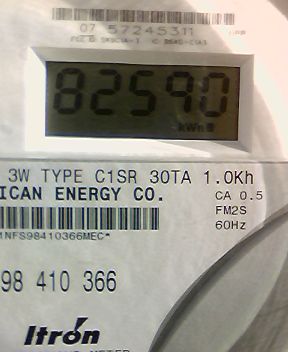 07 57245311
82590
kWh
3W TYPE C1SR 30TA 1.0Kh
ICAN ENERGY CO.
CA 0.5
FM2S
60Hz
1NFS98410366MEC*
98 410 366
Itron